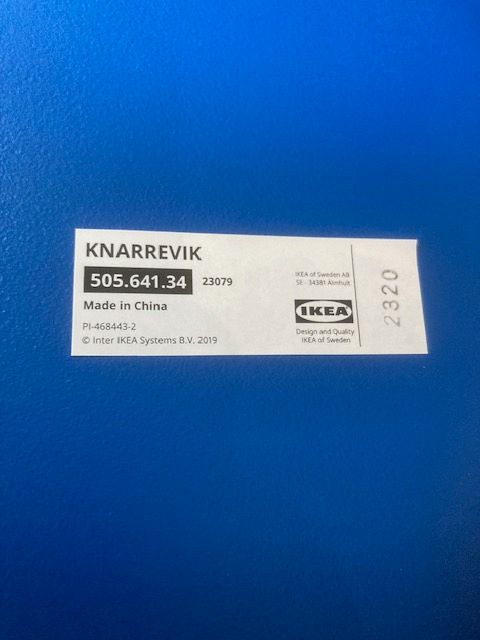 KNARREVIK
505.641.34 23079
Made in China
PI-468443-2
© Inter IKEA Systems B.V. 2019
IKEA of Sweden AB
SE - 34381 Älmhult
IKEA
Design and Quality
IKEA of Sweden
2320